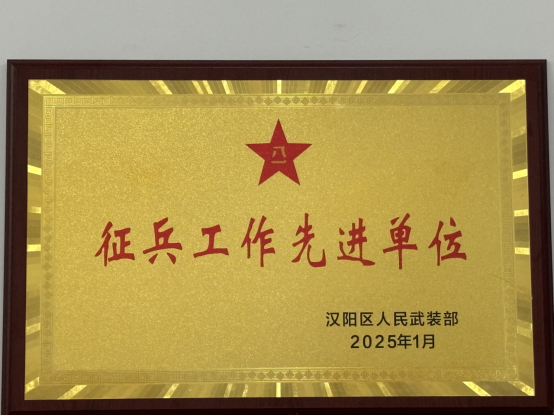 八一
征兵工作先进单位
汉阳区人民武装部
2025年1月